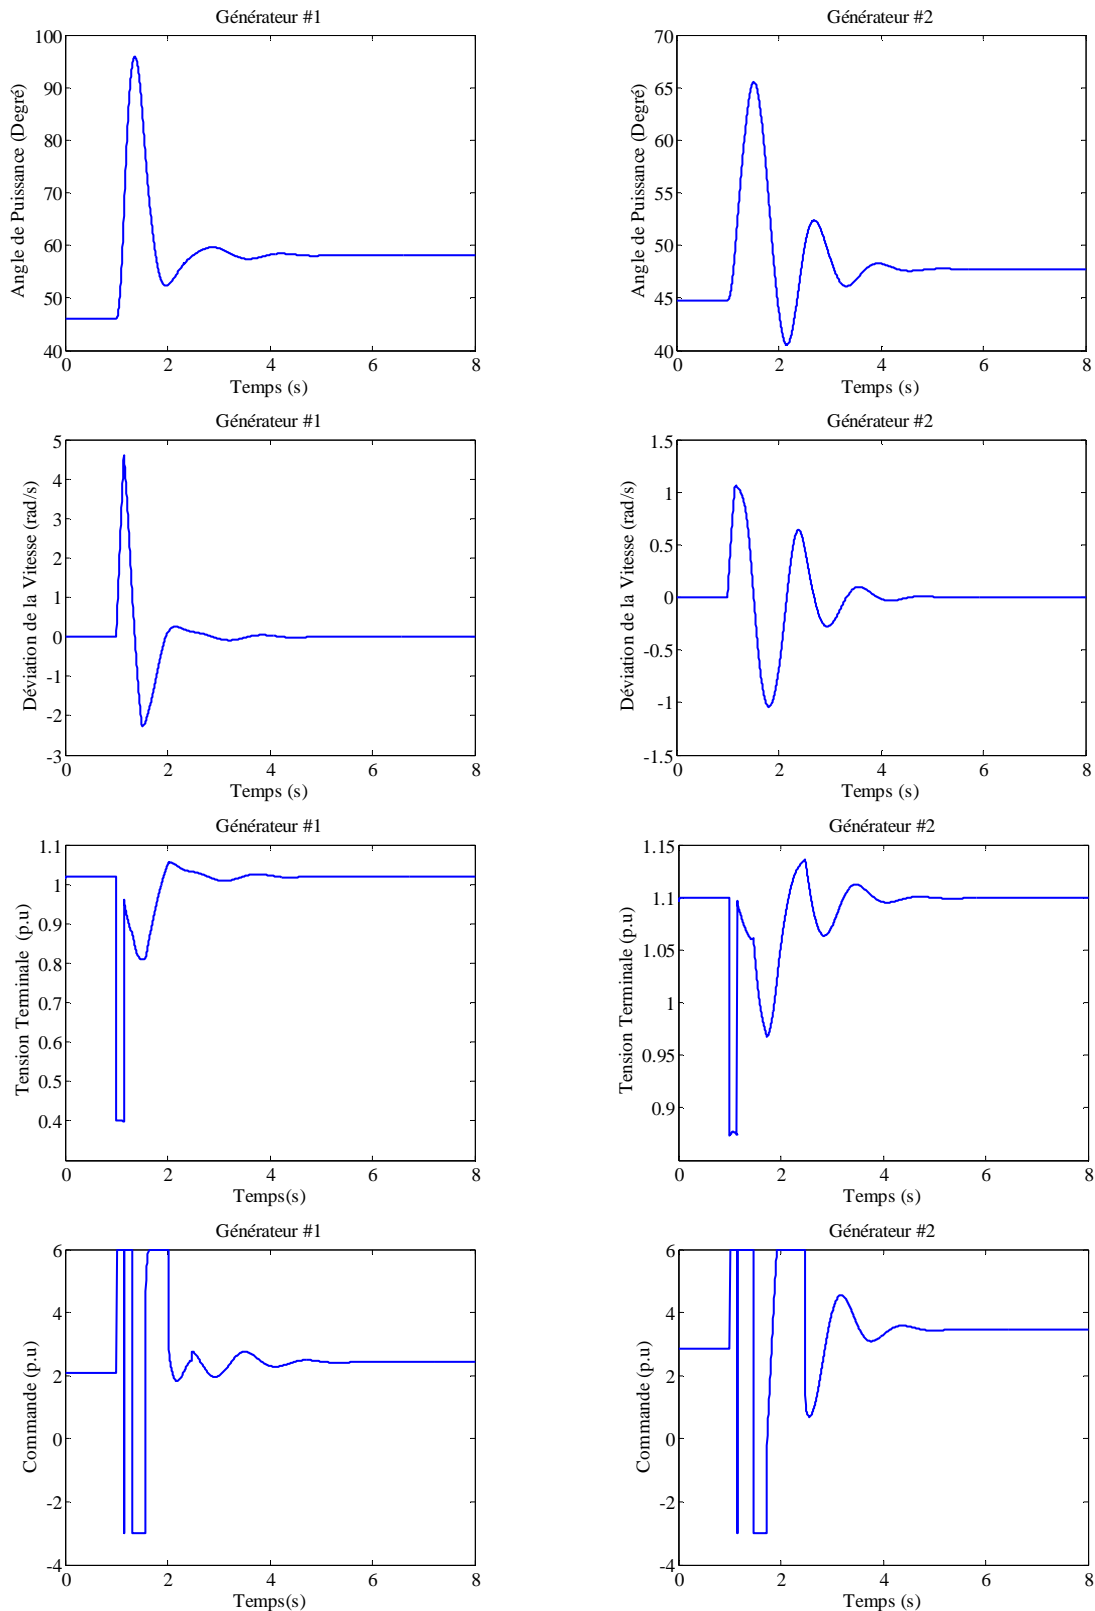 Générateur #1
Angle de Puissance (Degré)
100
90
80
70
60
50
40
0 2 4 6 8
Temps (s)
Générateur #2
Angle de Puissance (Degré)
70
65
60
55
50
45
40
0 2 4 6 8
Temps (s)
Générateur #1
Déviation de la Vitesse (rad/s)
5
4
3
2
1
0
-1
-2
-3
0 2 4 6 8
Temps (s)
Générateur #2
Déviation de la Vitesse (rad/s)
1.5
1
0.5
0
-0.5
-1
-1.5
0 2 4 6 8
Temps (s)
Générateur #1
Tension Terminale (p.u)
1.1
1
0.9
0.8
0.7
0.6
0.5
0.4
0 2 4 6 8
Temps(s)
Générateur #2
Tension Terminale (p.u)
1.15
1.1
1.05
1
0.95
0.9
0 2 4 6 8
Temps (s)
Générateur #1
Commande (p.u)
6
4
2
0
-2
-4
0 2 4 6 8
Temps(s)
Générateur #2
Commande (p.u)
6
4
2
0
-2
-4
0 2 4 6 8
Temps (s)